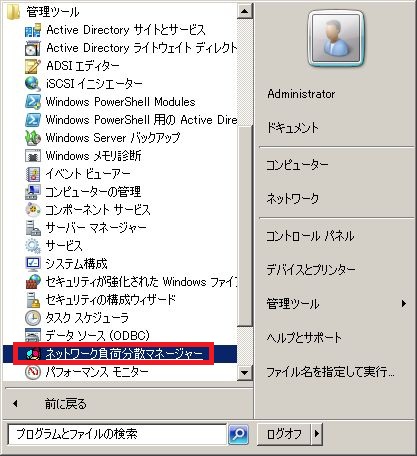 管理ツール
Active Directory サイトとサービス
Active Directory ライトウェイト ディレクト
ADSI エディター
iSCSI イニシエーター
Windows PowerShell Modules
Windows PowerShell 用の Active Dire
Windows Server バックアップ
Windows メモリ診断
イベント ビューアー
コンピューターの管理
コンポーネント サービス
サーバー マネージャー
サービス
システム構成
セキュリティが強化された Windows ファイ
セキュリティの構成ウィザード
タスク スケジューラ
データ ソース (ODBC)
ネットワーク負荷分散マネージャー
パフォーマンス モニター
前に戻る
プログラムとファイルの検索
Administrator
ドキュメント
コンピューター
ネットワーク
コントロール パネル
デバイスとプリンター
管理ツール
ヘルプとサポート
ファイル名を指定して実行...
ログオフ